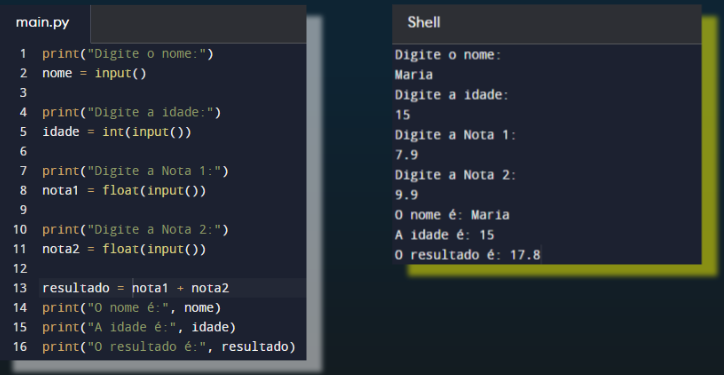 main.py
1 print("Digite o nome:")
2 nome = input()
3
4 print("Digite a idade:")
5 idade = int(input())
6
7 print("Digite a Nota 1:")
8 nota1 = float(input())
9
10 print("Digite a Nota 2:")
11 nota2 = float(input())
12
13 resultado = nota1 + nota2
14 print("O nome é:", nome)
15 print("A idade é:", idade)
16 print("O resultado é:", resultado)
Shell
Digite o nome:
Maria
Digite a idade:
15
Digite a Nota 1:
7.9
Digite a Nota 2:
9.9
O nome é: Maria
A idade é: 15
O resultado é: 17.8